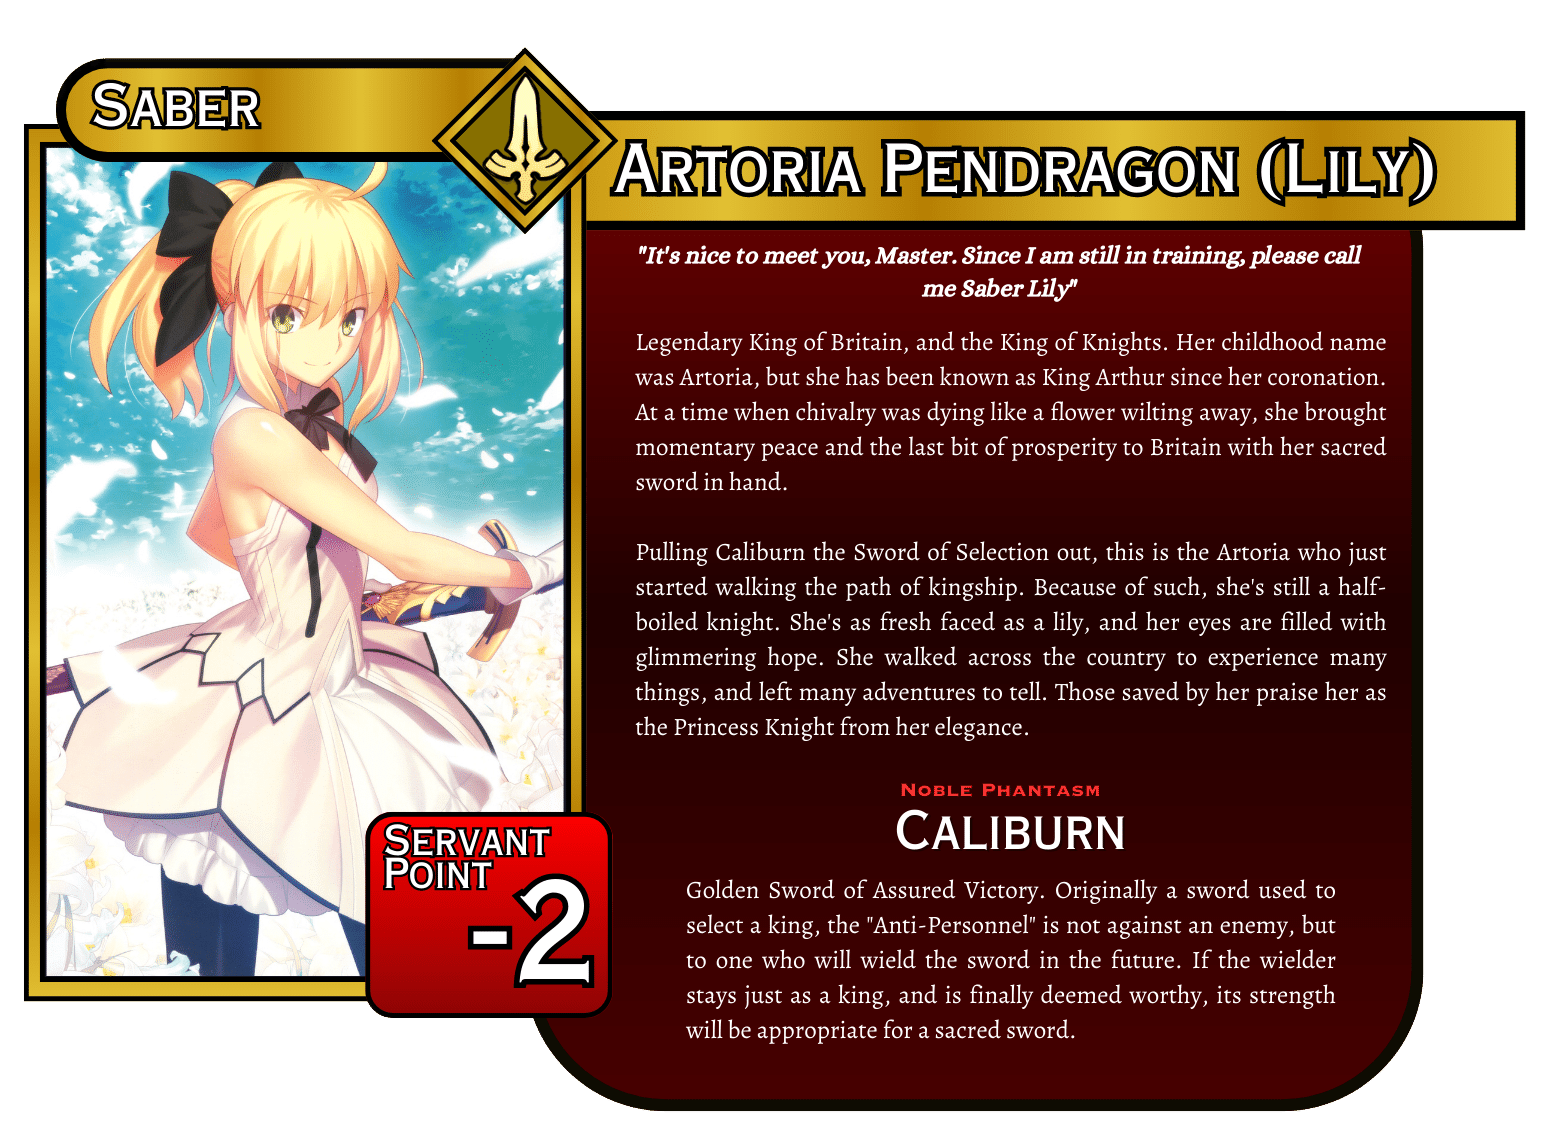 SABER
ARTORIA PENDRAGON (LILY)
"It's nice to meet you, Master. Since I am still in training, please call
me Saber Lily"
Legendary King of Britain, and the King of Knights. Her childhood name
was Artoria, but she has been known as King Arthur since her coronation.
At a time when chivalry was dying like a flower wilting away, she brought
momentary peace and the last bit of prosperity to Britain with her sacred
sword in hand.
Pulling Caliburn the Sword of Selection out, this is the Artoria who just
started walking the path of kingship. Because of such, she's still a half-
boiled knight. She's as fresh faced as a lily, and her eyes are filled with
glimmering hope. She walked across the country to experience many
things, and left many adventures to tell. Those saved by her praise her as
the Princess Knight from her elegance.
NOBLE PHANTASM
CALIBURN
Golden Sword of Assured Victory. Originally a sword used to
select a king, the "Anti-Personnel" is not against an enemy, but
to one who will wield the sword in the future. If the wielder
stays just as a king, and is finally deemed worthy, its strength
will be appropriate for a sacred sword.
SERVANT
POINT
-2